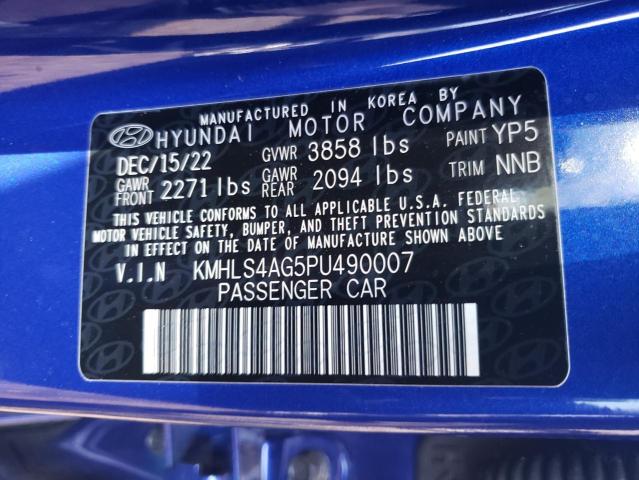 MANUFACTURED IN KOREA BY
HYUNDAI MOTOR COMPANY
DEC/15/22 GVWR 3858 lbs PAINT YP5
GAWR FRONT 2271 lbs GAWR REAR 2094 lbs TRIM NNB
THIS VEHICLE CONFORMS TO ALL APPLICABLE U.S.A. FEDERAL
MOTOR VEHICLE SAFETY, BUMPER, AND THEFT PREVENTION STANDARDS
IN EFFECT ON THE DATE OF MANUFACTURE SHOWN ABOVE.
V.I.N KMHLS4AG5PU490007
PASSENGER CAR